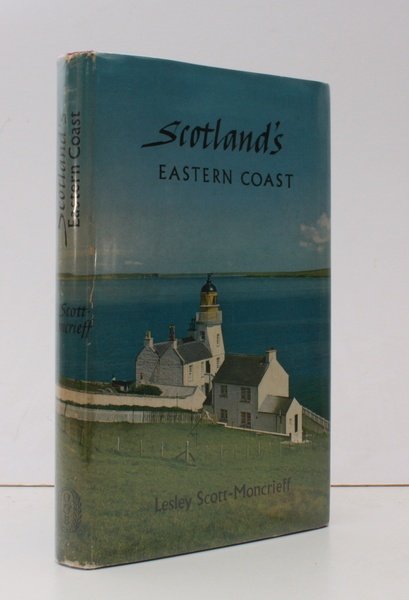 Scotland's
EASTERN COAST
Lesley Scott-Moncrieff
Scotland's
Eastern Coast
Scott-
Moncrieff